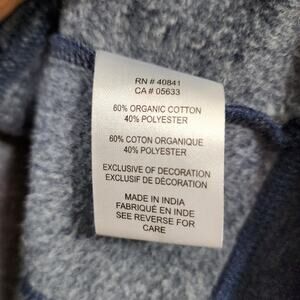 RN # 40841
CA # 05633
60% ORGANIC COTTON
40% POLYESTER
60% COTON ORGANIQUE
40% POLYESTER
EXCLUSIVE OF DECORATION
EXCLUSIF DE DÉCORATION
MADE IN INDIA
FABRIQUÉ EN INDE
SEE REVERSE FOR
CARE